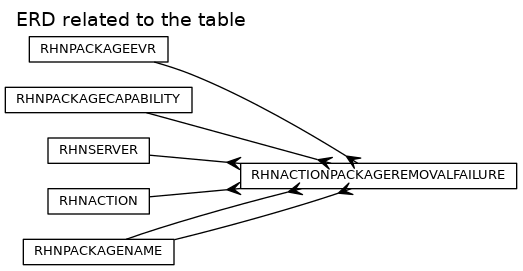 ERD related to the table
RHNPACKAGEEVR
RHNPACKAGECAPABILITY
RHNSERVER
RHNACTIONPACKAGEREMOVALFAILURE
RHNACTION
RHNPACKAGENAME